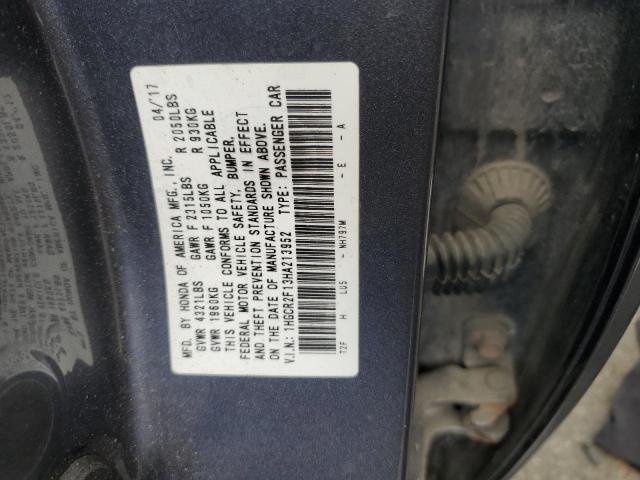 MFD. BY HONDA OF AMERICA MFG., INC. 04/'17
GVWR 4321LBS GAWR F 2315LBS R 2050LBS
GVWR 1960KG GAWR F 1050KG R 930KG
THIS VEHICLE CONFORMS TO ALL APPLICABLE
FEDERAL MOTOR VEHICLE SAFETY, BUMPER,
AND THEFT PREVENTION STANDARDS IN EFFECT
ON THE DATE OF MANUFACTURE SHOWN ABOVE.
V.I.N.: 1HGCR2F13HA213952 TYPE: PASSENGER CAR
T2F H LU5 - NH797M - E - A